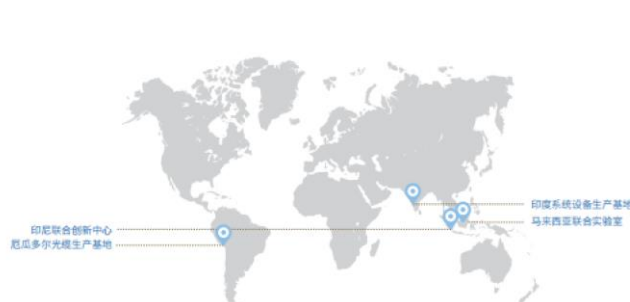 印度系统设备生产基地
马来西亚联合实验室
印尼联合创新中心
厄瓜多尔光缆生产基地